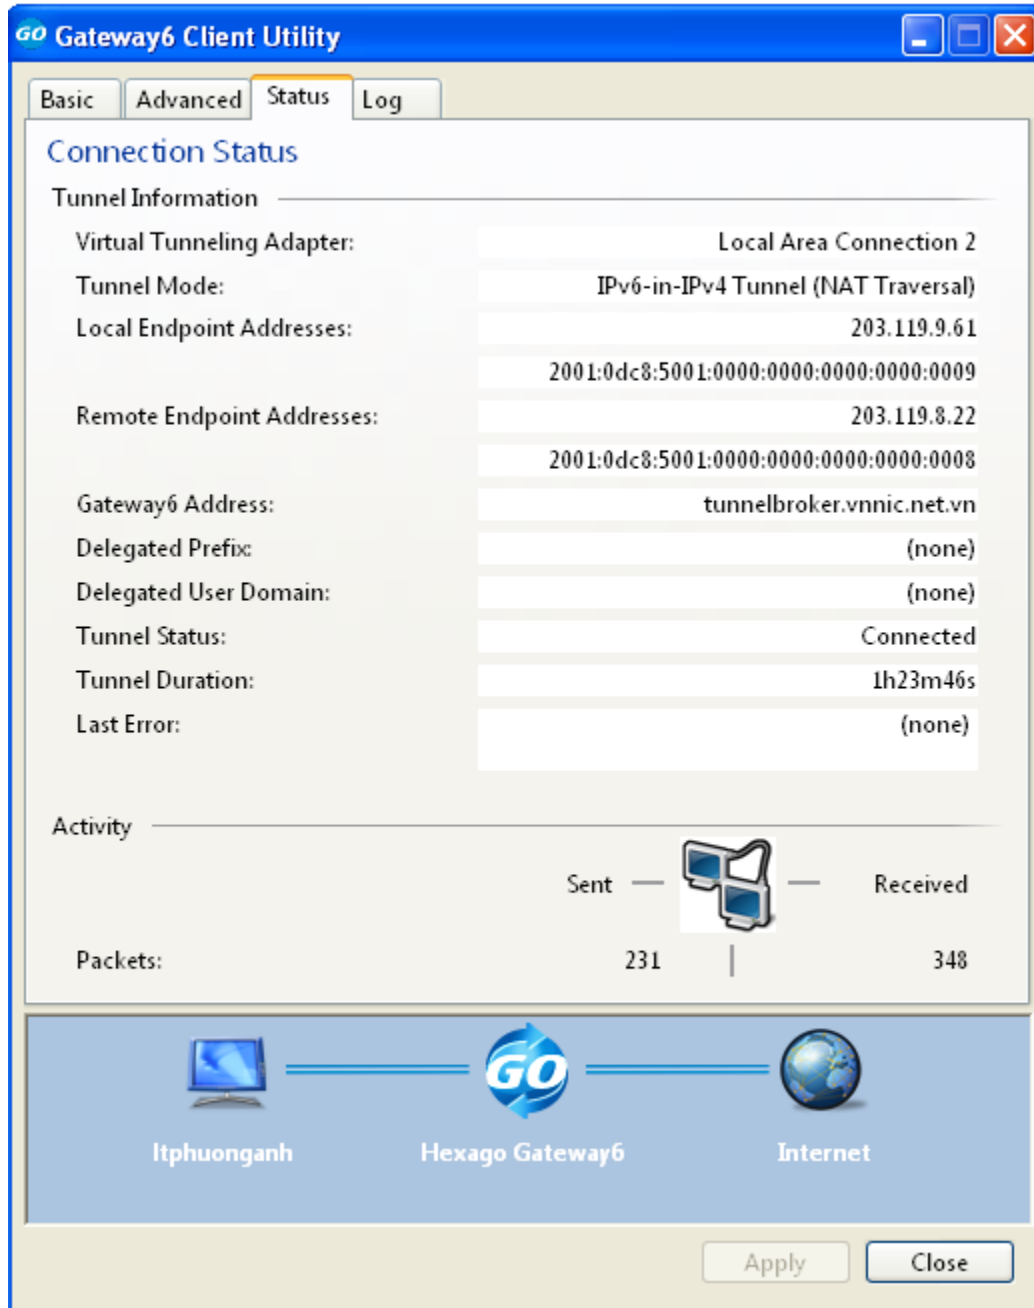 GO Gateway6 Client Utility
Basic Advanced Status Log
Connection Status
Tunnel Information
Virtual Tunneling Adapter: Local Area Connection 2
Tunnel Mode: IPv6-in-IPv4 Tunnel (NAT Traversal)
Local Endpoint Addresses: 203.119.9.61
2001:0dc8:5001:0000:0000:0000:0000:0009
Remote Endpoint Addresses: 203.119.8.22
2001:0dc8:5001:0000:0000:0000:0000:0008
Gateway6 Address: tunnelbroker.vnnic.net.vn
Delegated Prefix: (none)
Delegated User Domain: (none)
Tunnel Status: Connected
Tunnel Duration: 1h23m46s
Last Error: (none)
Activity
Sent Received
Packets: 231 348
GO
ltphuonganh Hexago Gateway6 Internet
Apply Close